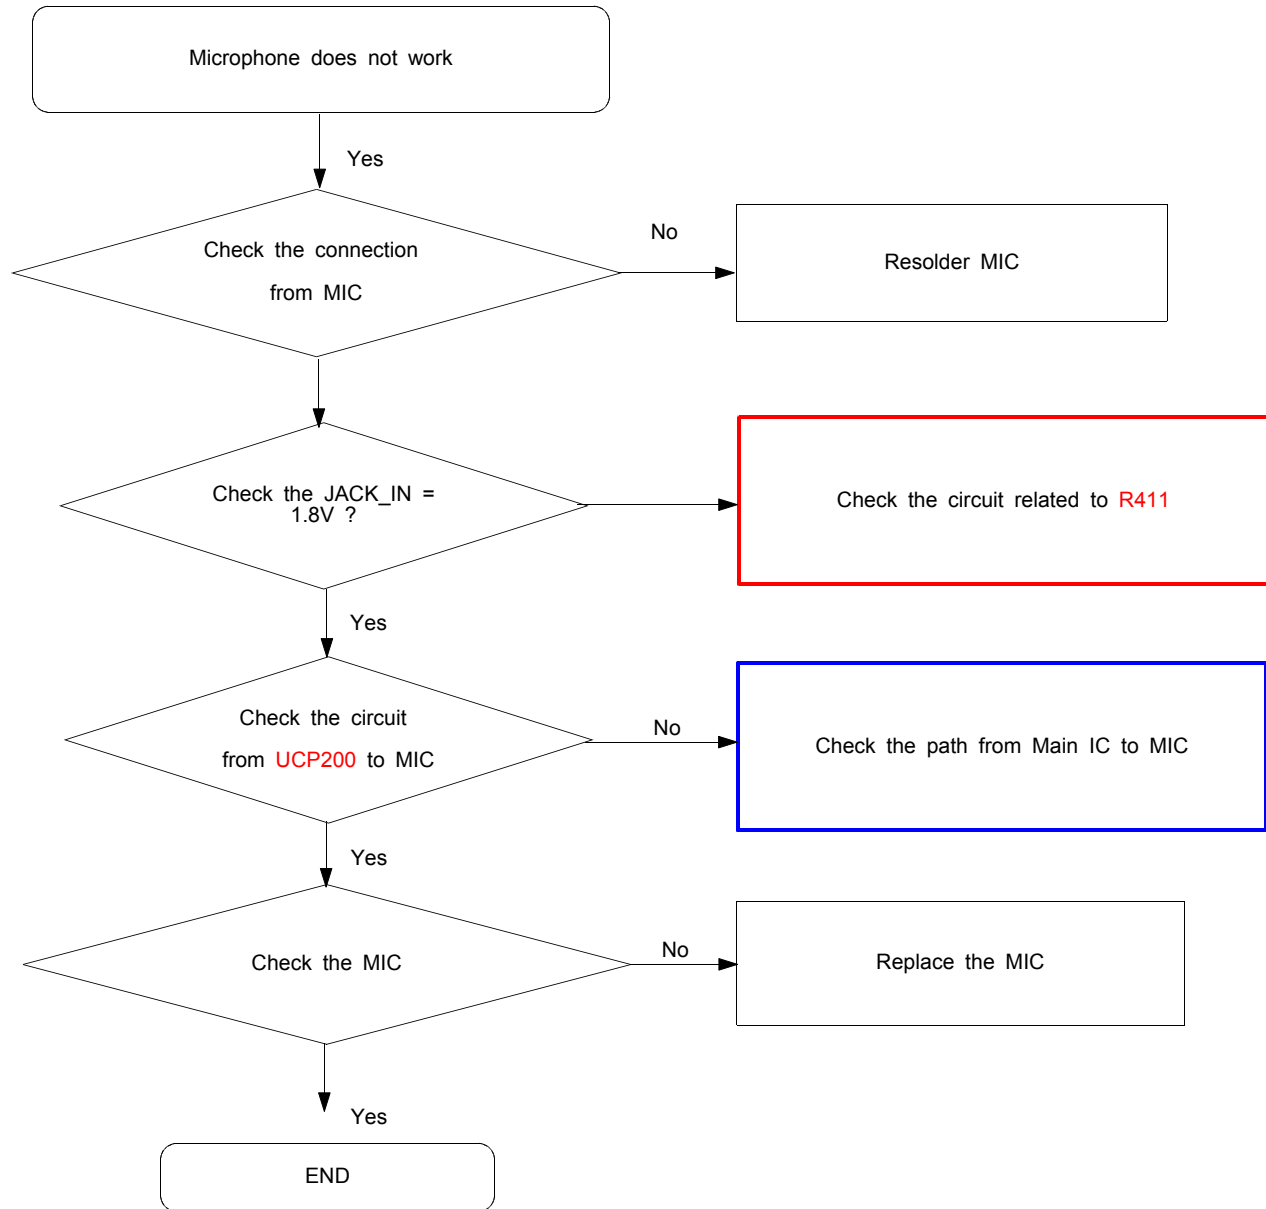 Microphone does not work
Yes
Check the connection
from MIC
No
Resolder MIC
Check the JACK_IN =
1.8V ?
Check the circuit related to R411
Yes
Check the circuit
from UCP200 to MIC
No
Check the path from Main IC to MIC
Yes
Check the MIC
No
Replace the MIC
Yes
END